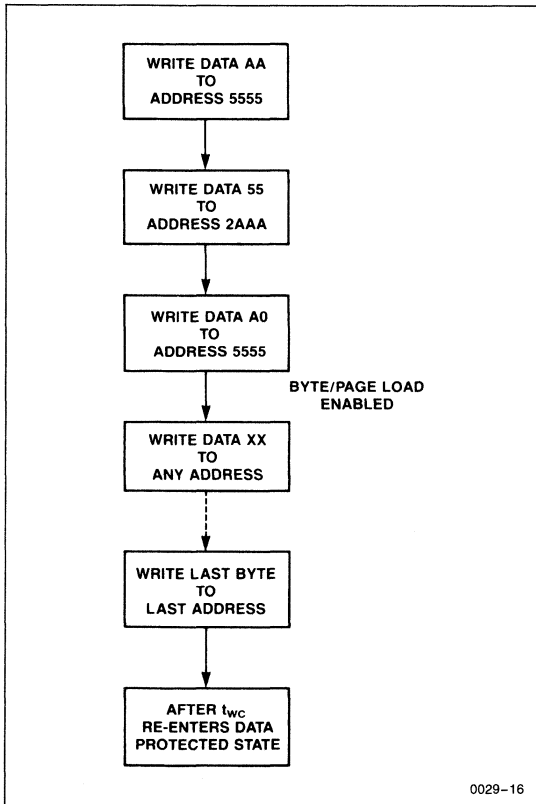 WRITE DATA AA
TO
ADDRESS 5555
WRITE DATA 55
TO
ADDRESS 2AAA
WRITE DATA A0
TO
ADDRESS 5555
BYTE/PAGE LOAD
ENABLED
WRITE DATA XX
TO
ANY ADDRESS
WRITE LAST BYTE
TO
LAST ADDRESS
AFTER tWC
RE-ENTERS DATA
PROTECTED STATE
0029–16